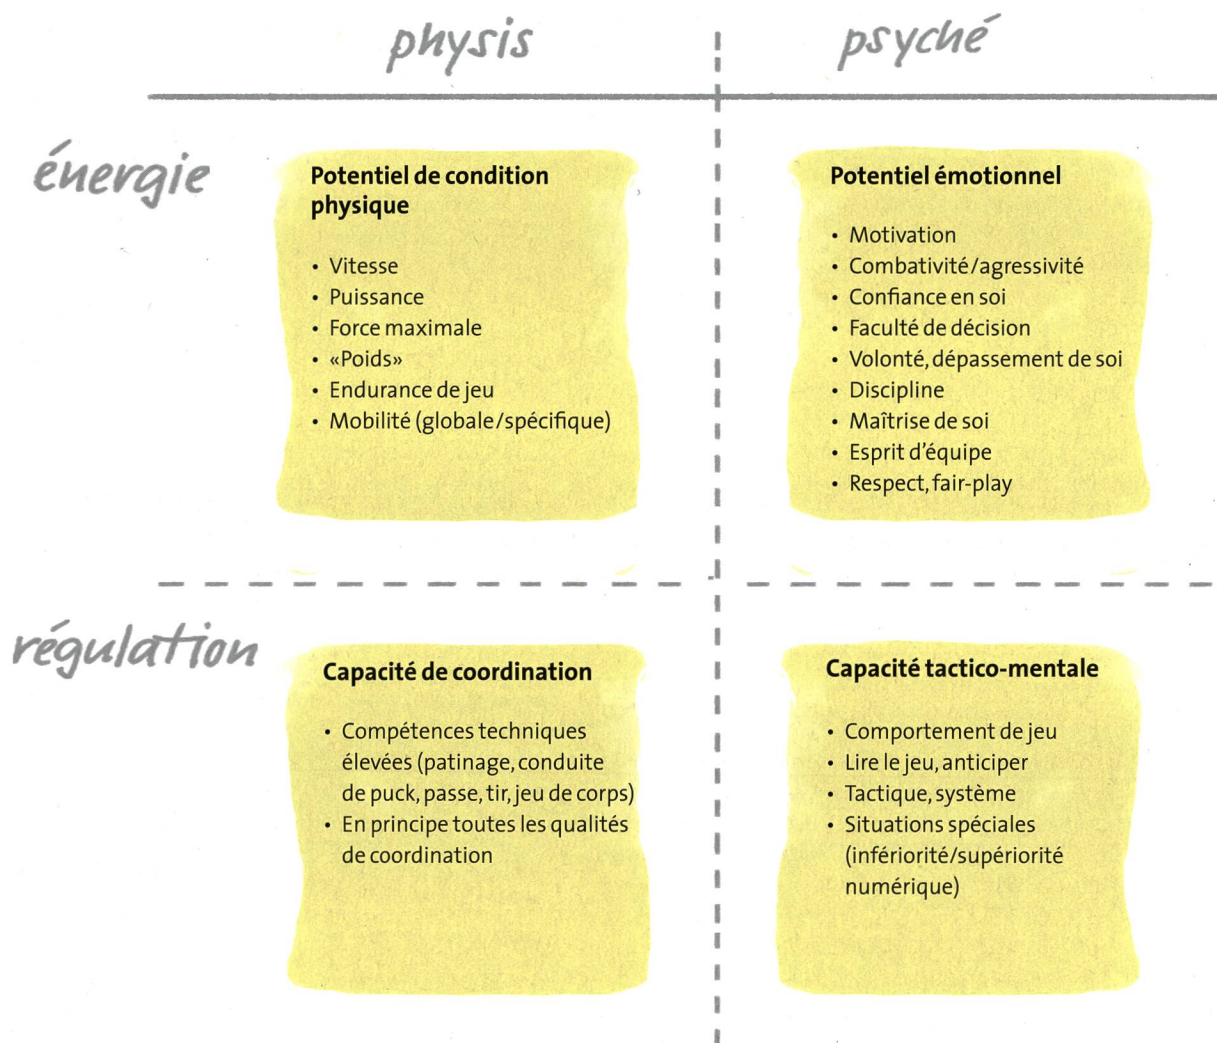 physis
psyché
énergie
Potentiel de condition
physique
• Vitesse
• Puissance
• Force maximale
• «Poids»
• Endurance de jeu
• Mobilité (globale/spécifique)
Potentiel émotionnel
• Motivation
• Combativité/agressivité
• Confiance en soi
• Faculté de décision
• Volonté, dépassement de soi
• Discipline
• Maîtrise de soi
• Esprit d’équipe
• Respect, fair-play
régulation
Capacité de coordination
• Compétences techniques
élevées (patinage, conduite
de puck, passe, tir, jeu de corps)
• En principe toutes les qualités
de coordination
Capacité tactico-mentale
• Comportement de jeu
• Lire le jeu, anticiper
• Tactique, système
• Situations spéciales
(infériorité/supériorité
numérique)